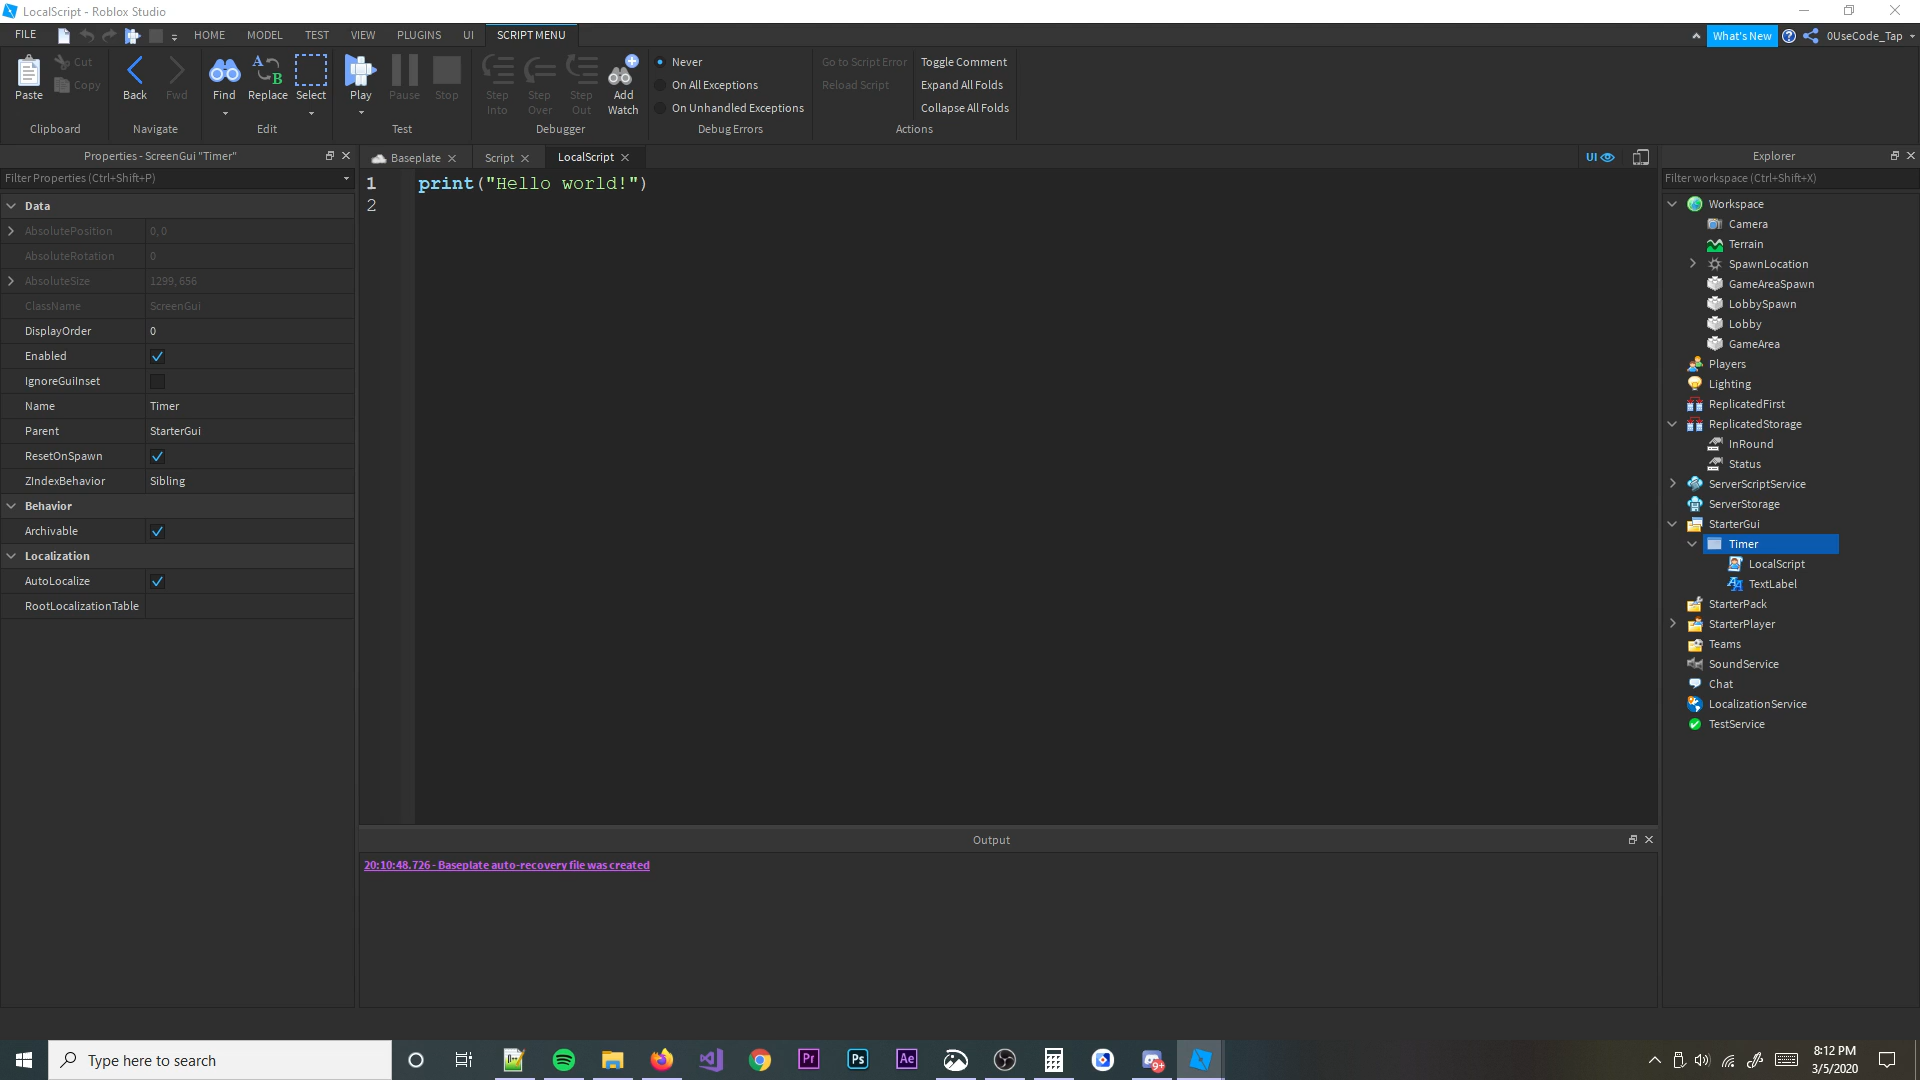 LocalScript - Roblox Studio
FILE
HOME
MODEL
TEST
VIEW
PLUGINS
UI
SCRIPT MENU
What's New
0UseCode_Tap
Paste
Cut
Copy
Clipboard
Back
Fwd
Navigate
Find
Replace
Select
Edit
Play
Pause
Stop
Test
Step Into
Step Over
Step Out
Add Watch
Debugger
Never
On All Exceptions
On Unhandled Exceptions
Debug Errors
Go to Script Error
Reload Script
Toggle Comment
Expand All Folds
Collapse All Folds
Actions
Properties - ScreenGui "Timer"
Filter Properties (Ctrl+Shift+P)
Data
AbsolutePosition 0, 0
AbsoluteRotation 0
AbsoluteSize 1299, 656
ClassName ScreenGui
DisplayOrder 0
Enabled
IgnoreGuiInset
Name Timer
Parent StarterGui
ResetOnSpawn
ZIndexBehavior Sibling
Behavior
Archivable
Localization
AutoLocalize
RootLocalizationTable
Baseplate
Script
LocalScript
UI
1 print("Hello world!")
2
Output
20:10:48.726 - Baseplate auto-recovery file was created
Explorer
Filter workspace (Ctrl+Shift+X)
Workspace
Camera
Terrain
SpawnLocation
GameAreaSpawn
LobbySpawn
Lobby
GameArea
Players
Lighting
ReplicatedFirst
ReplicatedStorage
InRound
Status
ServerScriptService
ServerStorage
StarterGui
Timer
LocalScript
TextLabel
StarterPack
StarterPlayer
Teams
SoundService
Chat
LocalizationService
TestService
Type here to search
Pr
Ps
Ae
9+
8:12 PM
3/5/2020